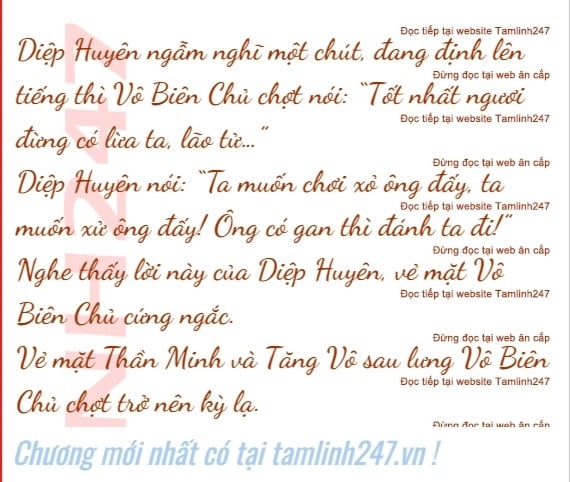 Đọc tiếp tại website Tamlinh247
Diệp Huyên ngẫm nghĩ một chút, đang định lên
Đừng đọc tại web ăn cắp
tiếng thì Vô Biên Chủ chợt nói: “Tốt nhất ngươi
Đọc tiếp tại website Tamlinh247
đừng có lừa ta, lão tử...”
Đừng đọc tại web ăn cắp
Diệp Huyên nói: “Ta muốn chơi xỏ ông đấy, ta
Đọc tiếp tại website Tamlinh247
muốn xử ông đấy! Ông có gan thì đánh ta đi!”
Đừng đọc tại web ăn cắp
Nghe thấy lời này của Diệp Huyên, vẻ mặt Vô
Đọc tiếp tại website Tamlinh247
Biên Chủ cứng ngắc.
Đừng đọc tại web ăn cắp
Vẻ mặt Thần Minh và Tăng Vô sau lưng Vô Biên
Đọc tiếp tại website Tamlinh247
Chủ chợt trở nên kỳ lạ.
Đừng đọc tại web ăn cắp
NH247
Chương mới nhất có tại tamlinh247.vn !